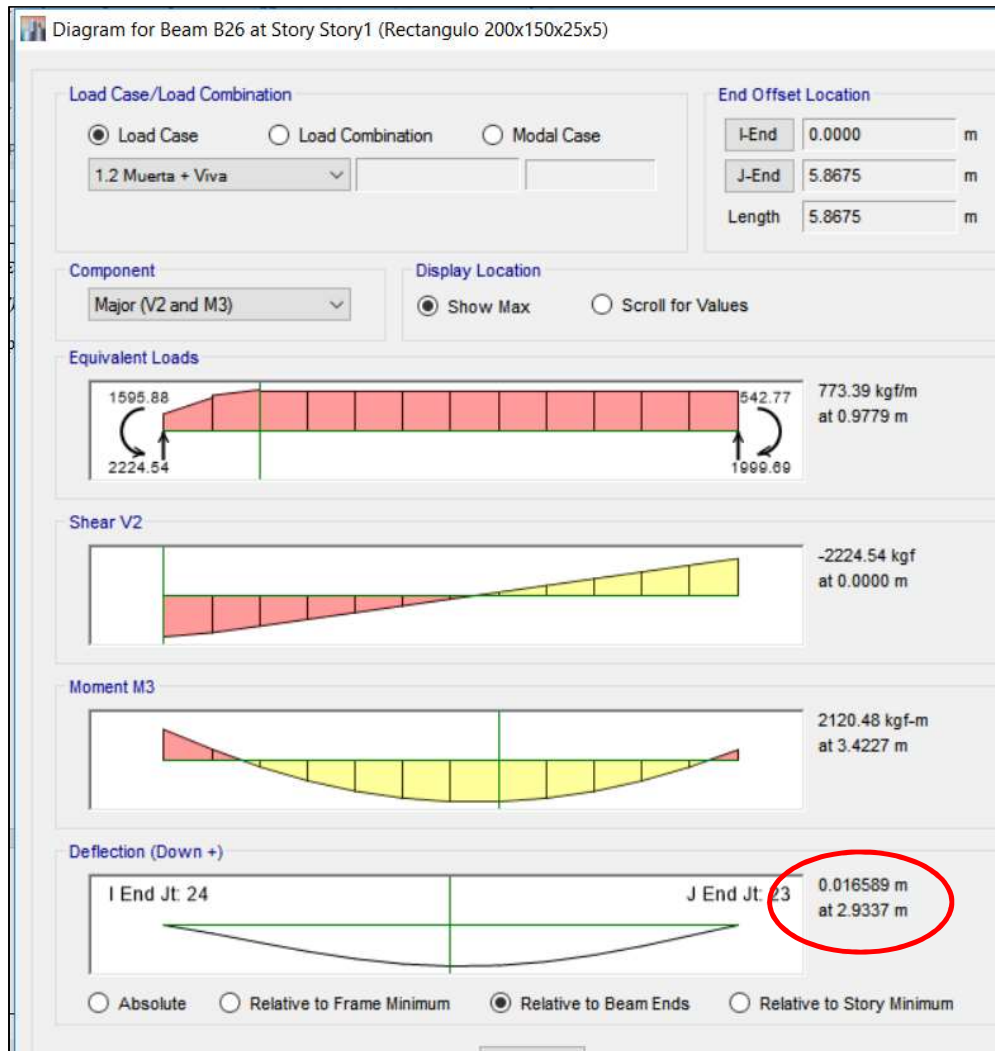 Diagram for Beam B26 at Story Story1 (Rectangulo 200x150x25x5)
Load Case/Load Combination
Load Case Load Combination Modal Case
1.2 Muerta + Viva
End Offset Location
I-End 0.0000 m
J-End 5.8675 m
Length 5.8675 m
Component
Major (V2 and M3)
Display Location
Show Max Scroll for Values
Equivalent Loads
1595.88 542.77
2224.54 1999.69
773.39 kgf/m
at 0.9779 m
Shear V2
-2224.54 kgf
at 0.0000 m
Moment M3
2120.48 kgf-m
at 3.4227 m
Deflection (Down +)
I End Jt: 24 J End Jt: 23
0.016589 m
at 2.9337 m
Absolute Relative to Frame Minimum Relative to Beam Ends Relative to Story Minimum